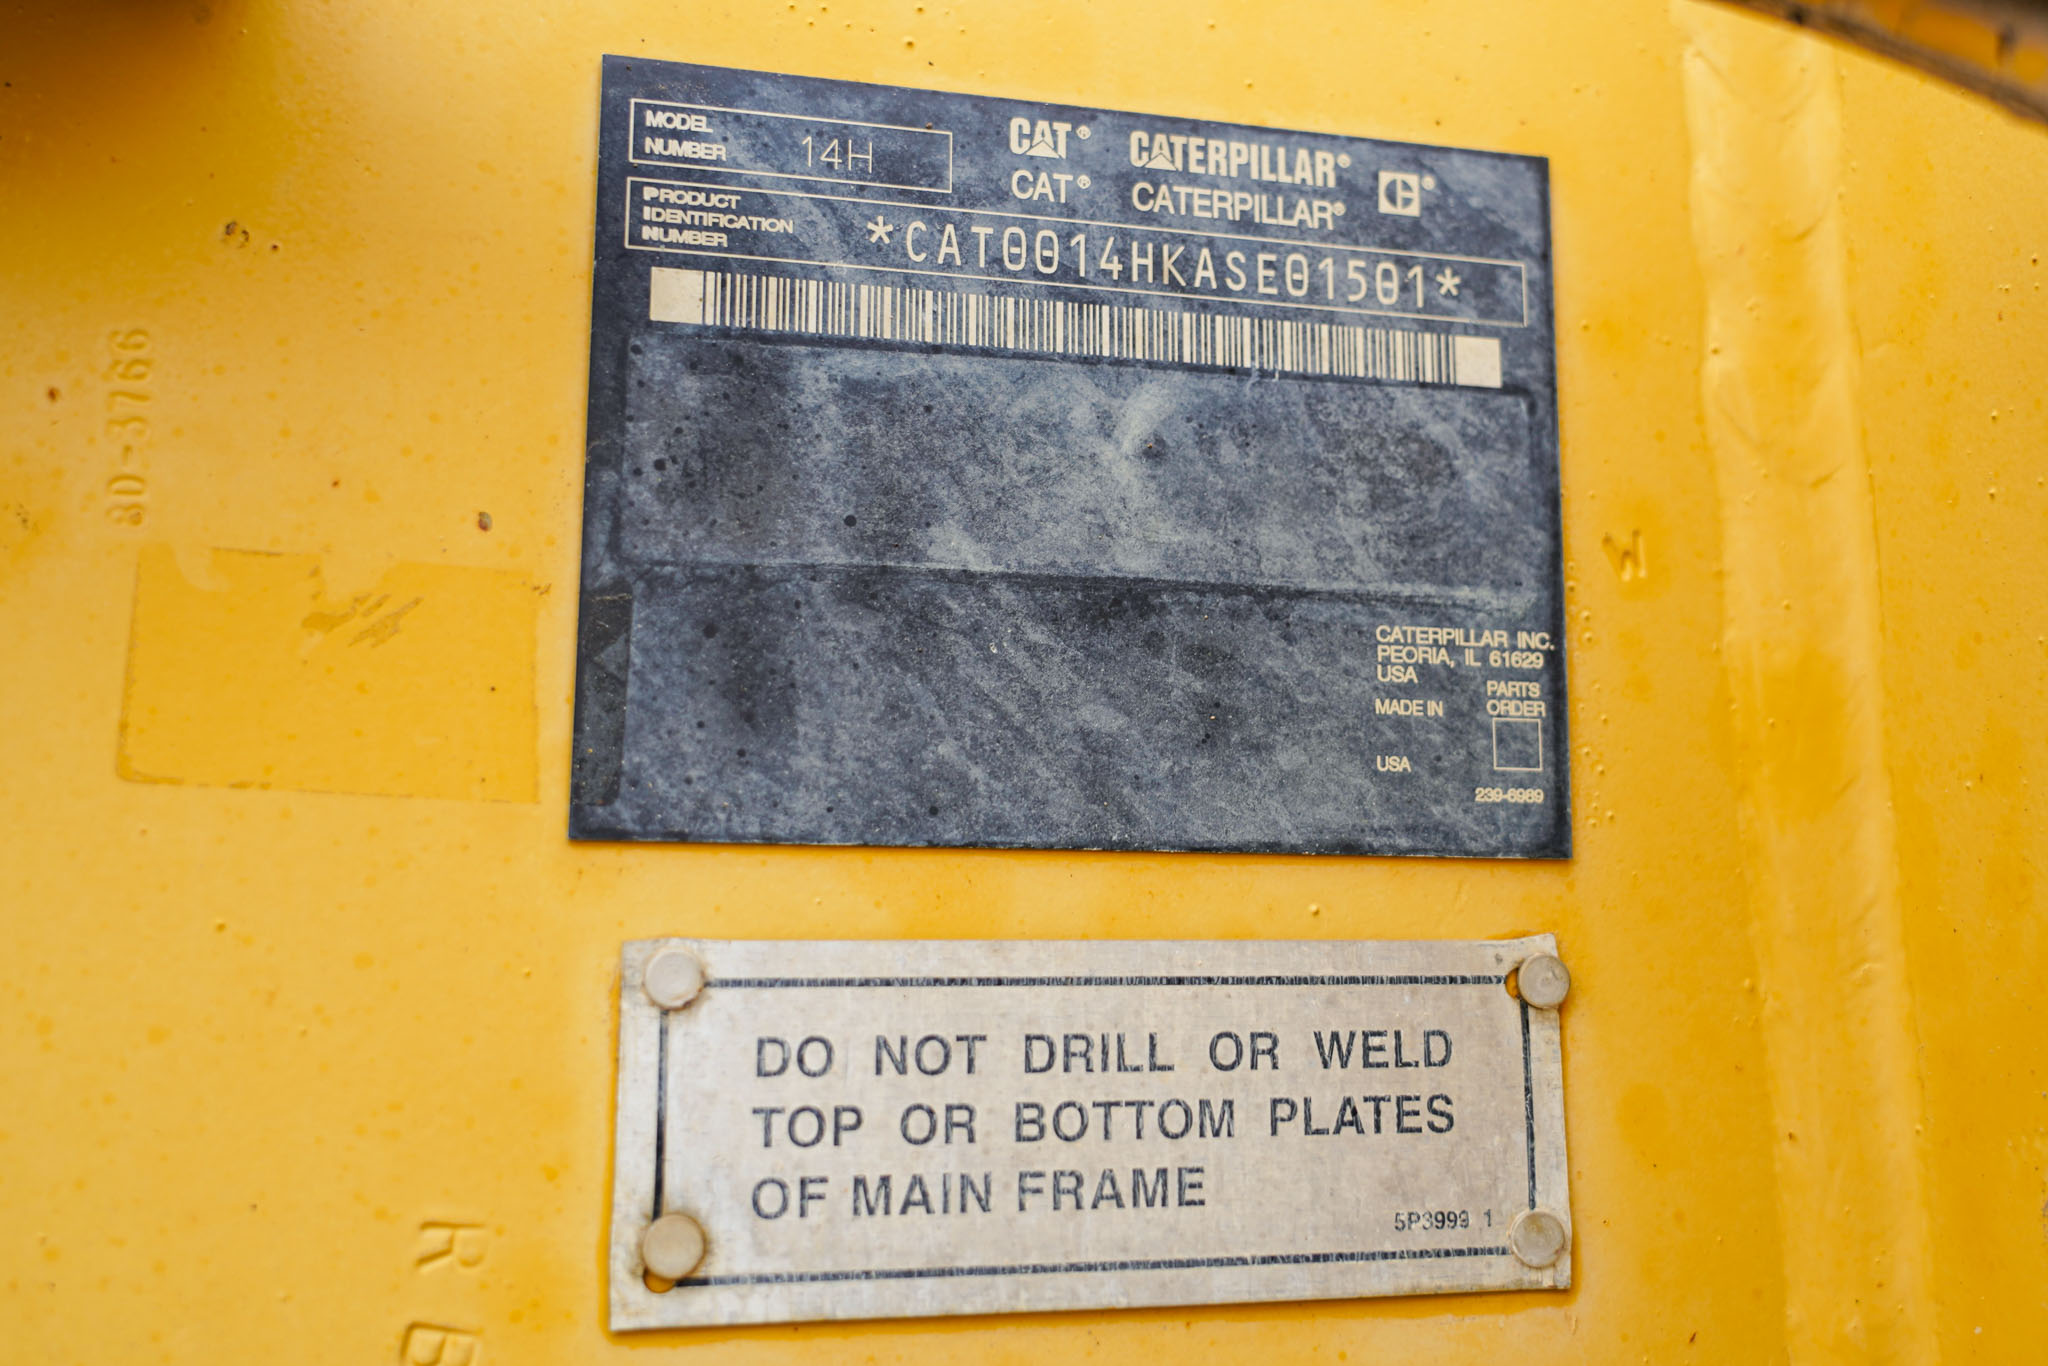 MODEL
NUMBER
14H
CAT® CATERPILLAR®
CAT® CATERPILLAR®
PRODUCT
IDENTIFICATION
NUMBER
*CAT0014HKASE01501*
CATERPILLAR INC.
PEORIA, IL 61629
USA
MADE IN
USA
PARTS
ORDER
239-6989
8D-3766
W
DO NOT DRILL OR WELD
TOP OR BOTTOM PLATES
OF MAIN FRAME
5P3999 1
R
B